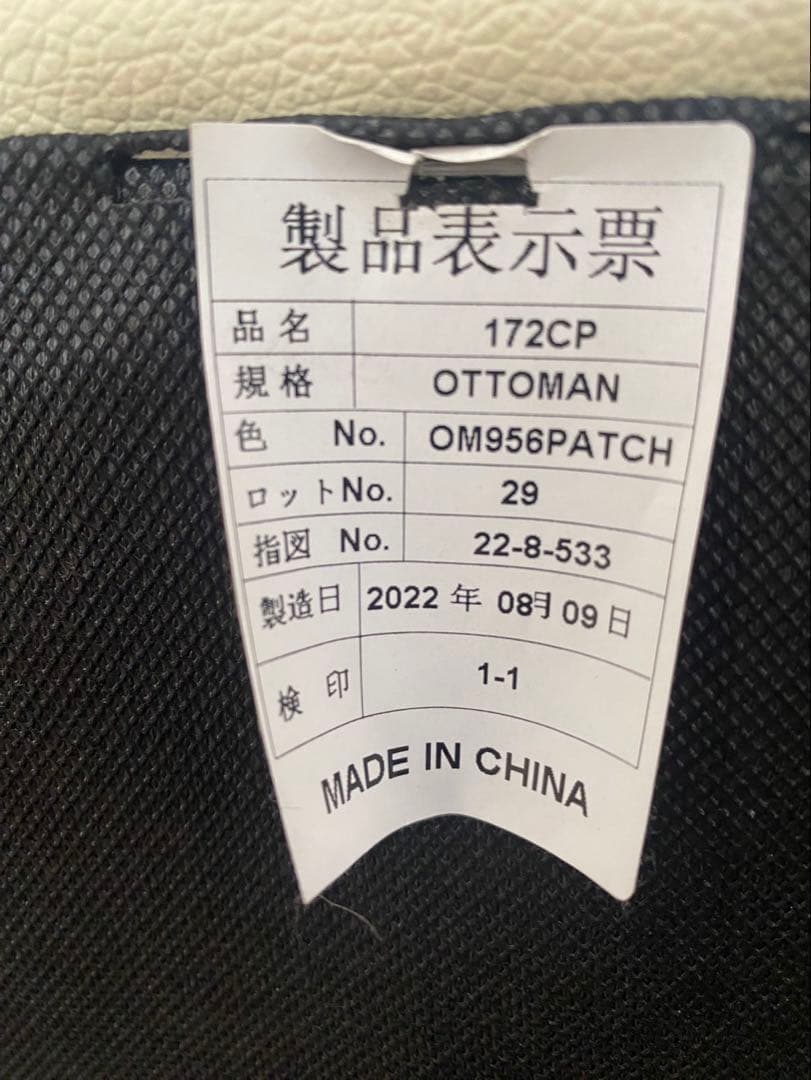 製品表示票
品名 172CP
規格 OTTOMAN
色 No. OM956PATCH
ロットNo. 29
指図 No. 22-8-533
製造日 2022 年 08月 09日
検 印 1-1
MADE IN CHINA